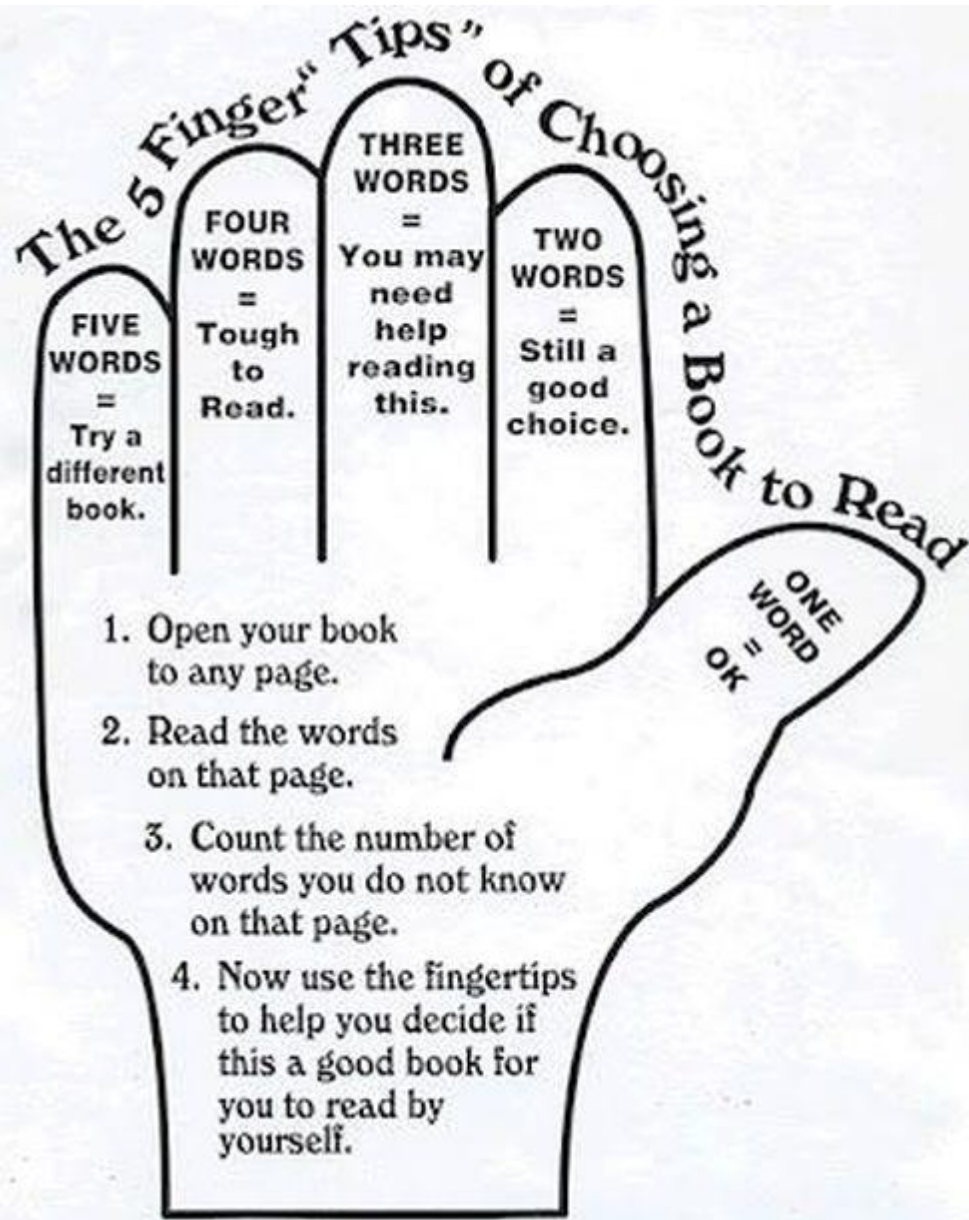 The 5 Finger "Tips" of Choosing a Book to Read
FIVE
WORDS
=
Try a
different
book.
FOUR
WORDS
=
Tough
to
Read.
THREE
WORDS
=
You may
need
help
reading
this.
TWO
WORDS
=
Still a
good
choice.
ONE
WORD
=
OK
1. Open your book
to any page.
2. Read the words
on that page.
3. Count the number of
words you do not know
on that page.
4. Now use the fingertips
to help you decide if
this a good book for
you to read by
yourself.